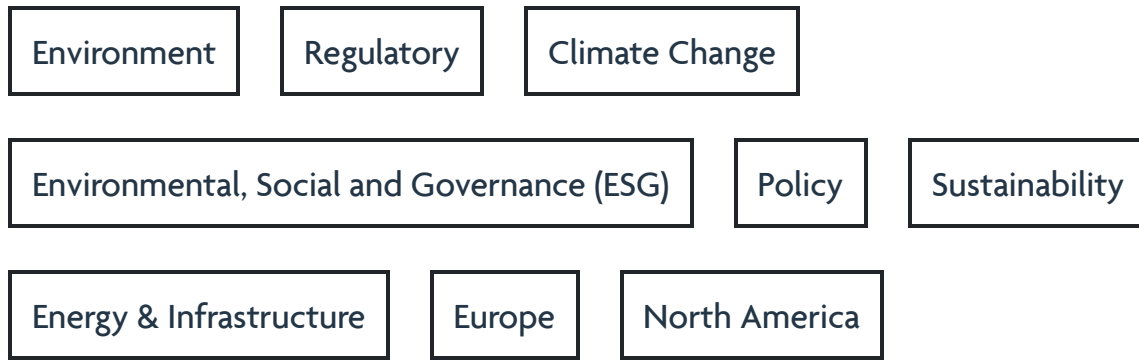 Environment Regulatory Climate Change
Environmental, Social and Governance (ESG) Policy Sustainability
Energy & Infrastructure Europe North America